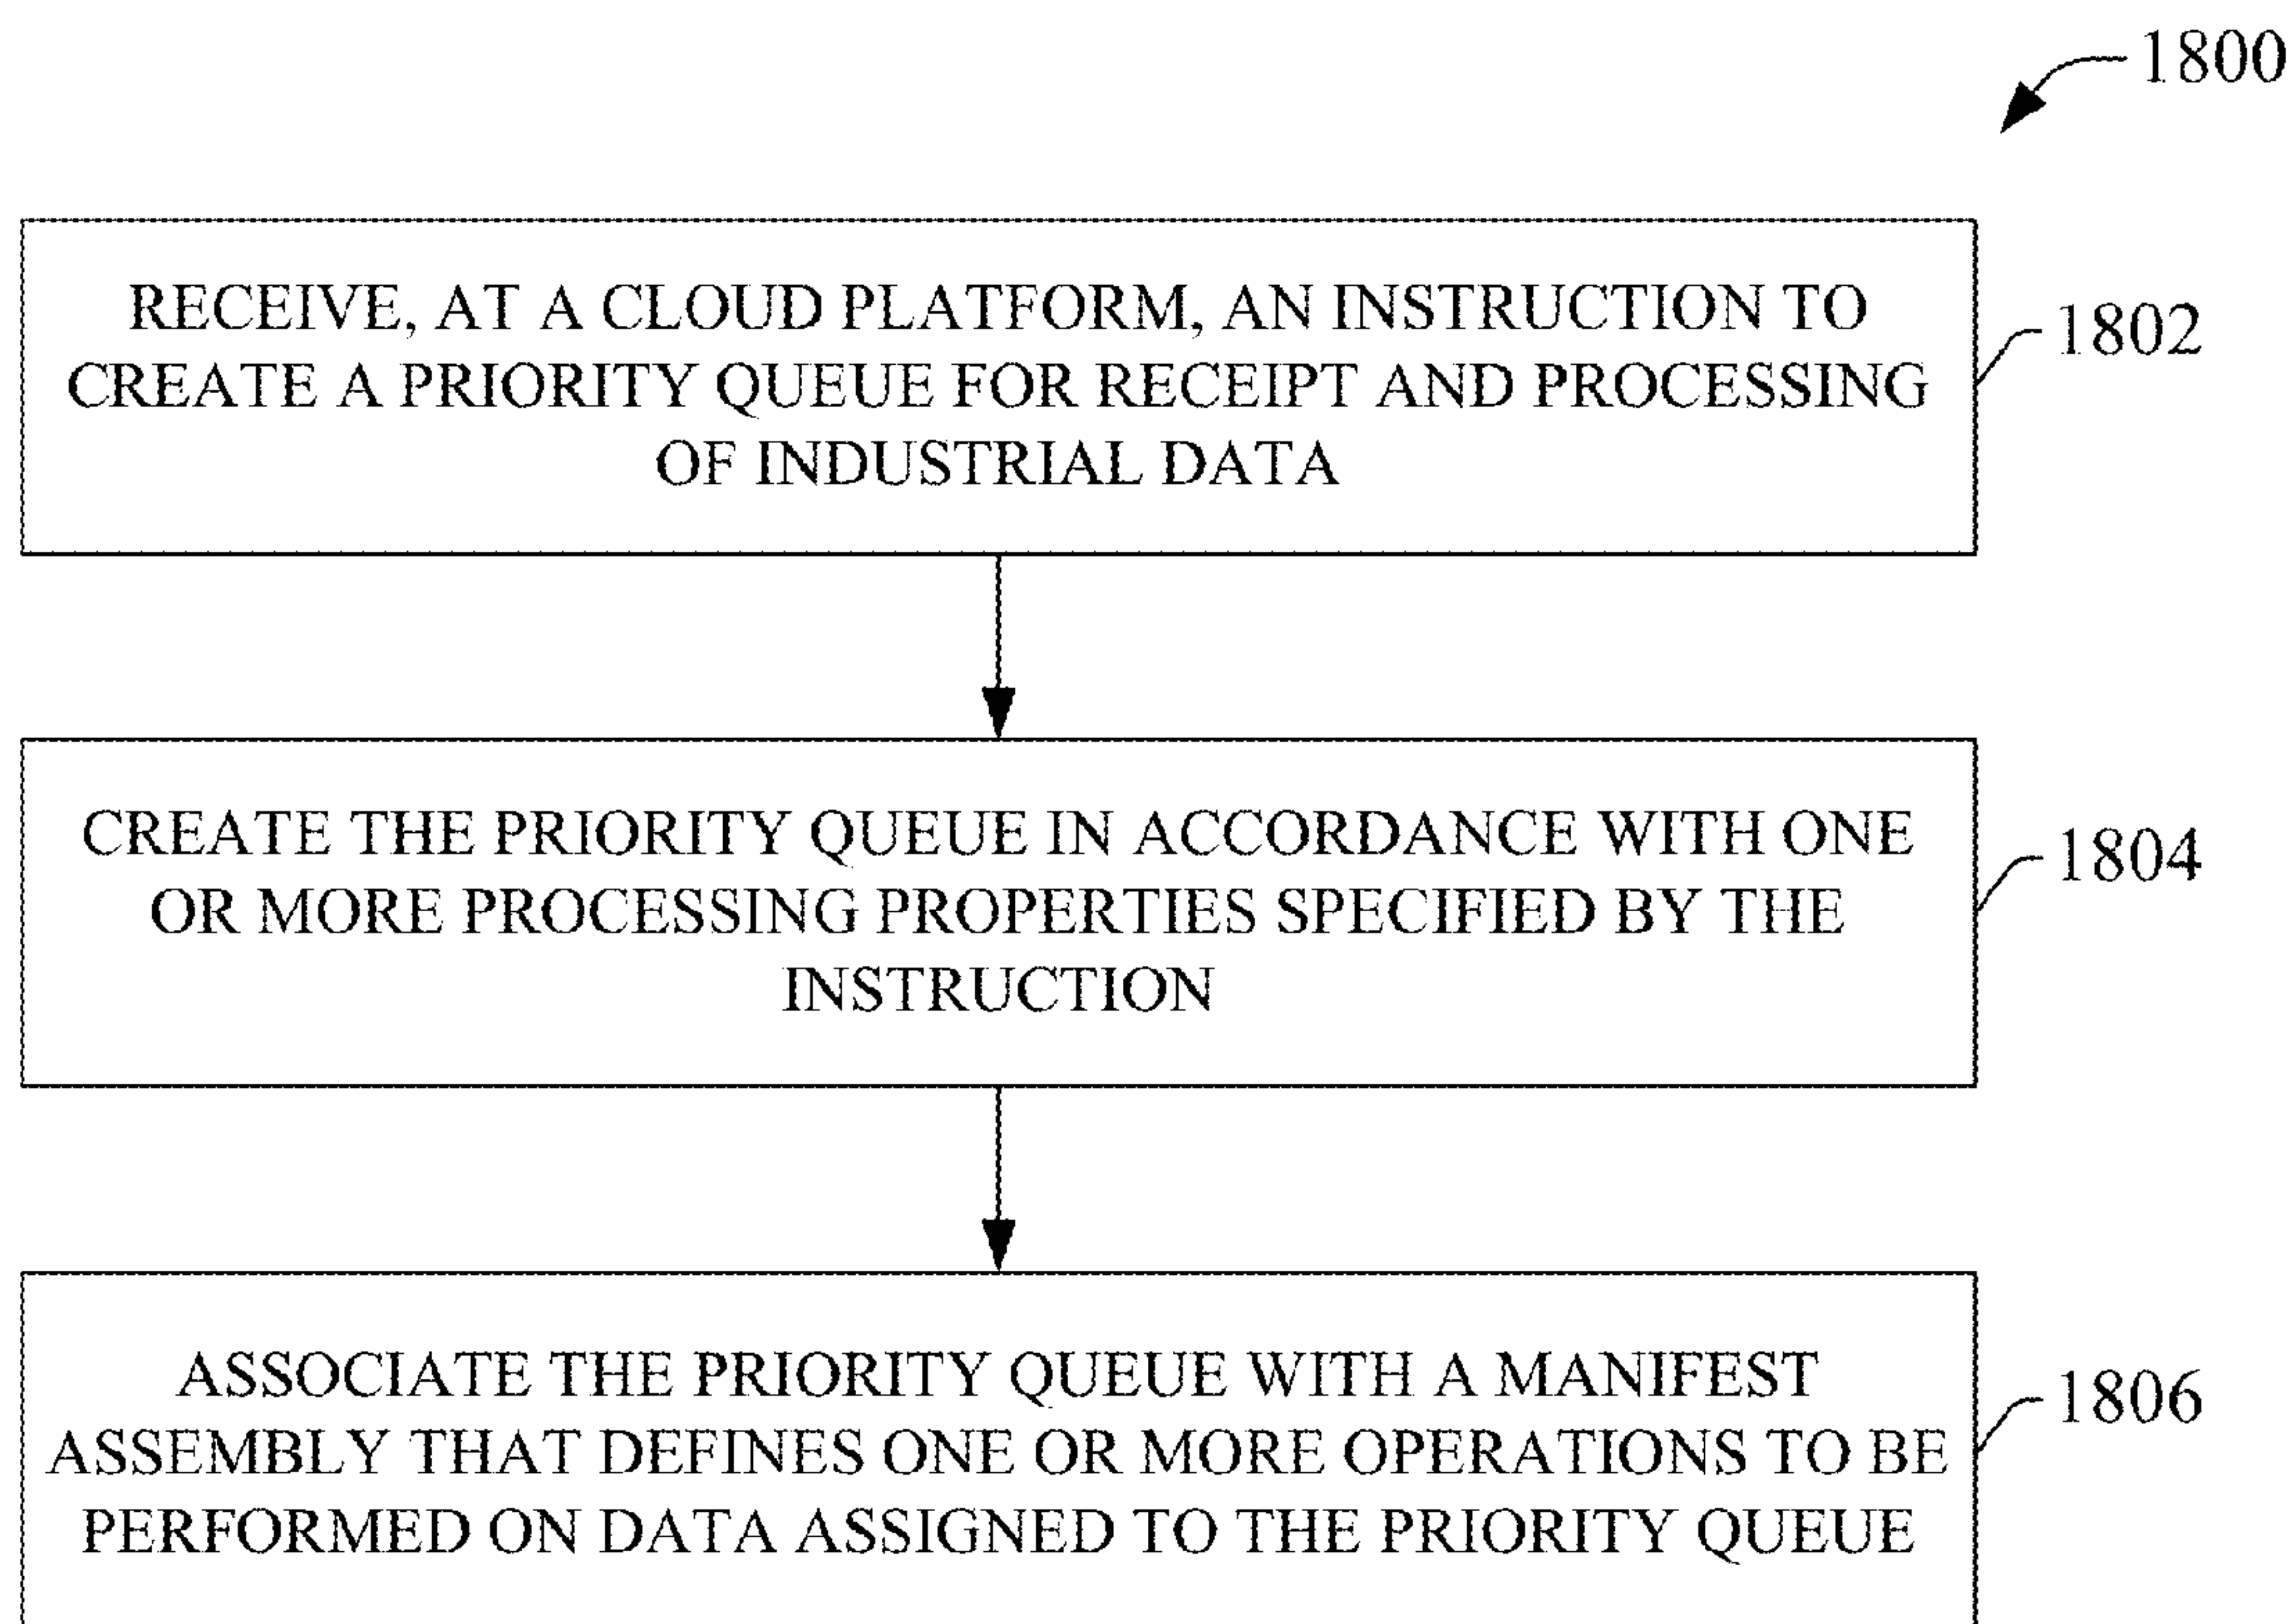 1800
RECEIVE, AT A CLOUD PLATFORM, AN INSTRUCTION TO
CREATE A PRIORITY QUEUE FOR RECEIPT AND PROCESSING
OF INDUSTRIAL DATA
1802
CREATE THE PRIORITY QUEUE IN ACCORDANCE WITH ONE
OR MORE PROCESSING PROPERTIES SPECIFIED BY THE
INSTRUCTION
1804
ASSOCIATE THE PRIORITY QUEUE WITH A MANIFEST
ASSEMBLY THAT DEFINES ONE OR MORE OPERATIONS TO BE
PERFORMED ON DATA ASSIGNED TO THE PRIORITY QUEUE
1806